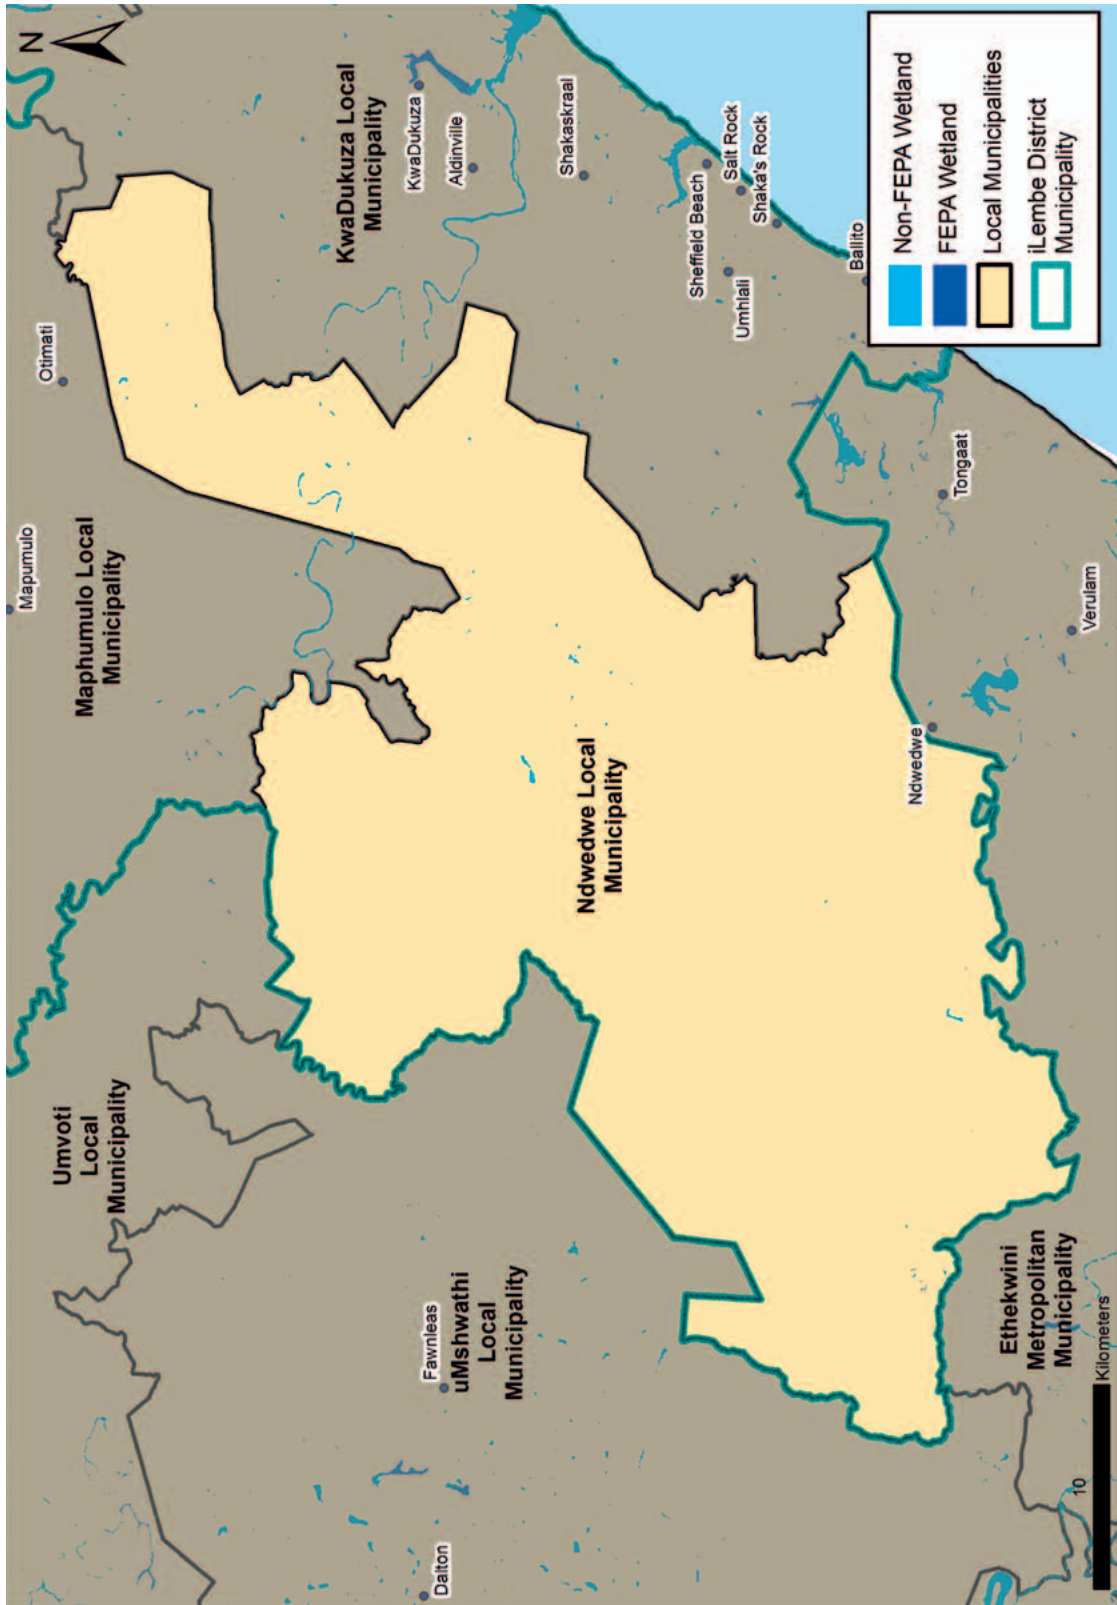 N
Otimati
Mapumulo
Maphumulo Local
Municipality
KwaDukuza Local
Municipality
KwaDukuza
Aldinville
Shakaskraal
Sheffield Beach
Salt Rock
Shaka's Rock
Umhlali
Ballito
Umvoti
Local
Municipality
Ndwedwe Local
Municipality
Fawnleas
uMshwathi
Local
Municipality
Dalton
Ndwedwe
Tongaat
Verulam
Ethekwini
Metropolitan
Municipality
10
Kilometers
Non-FEPA Wetland
FEPA Wetland
Local Municipalities
iLembe District
Municipality